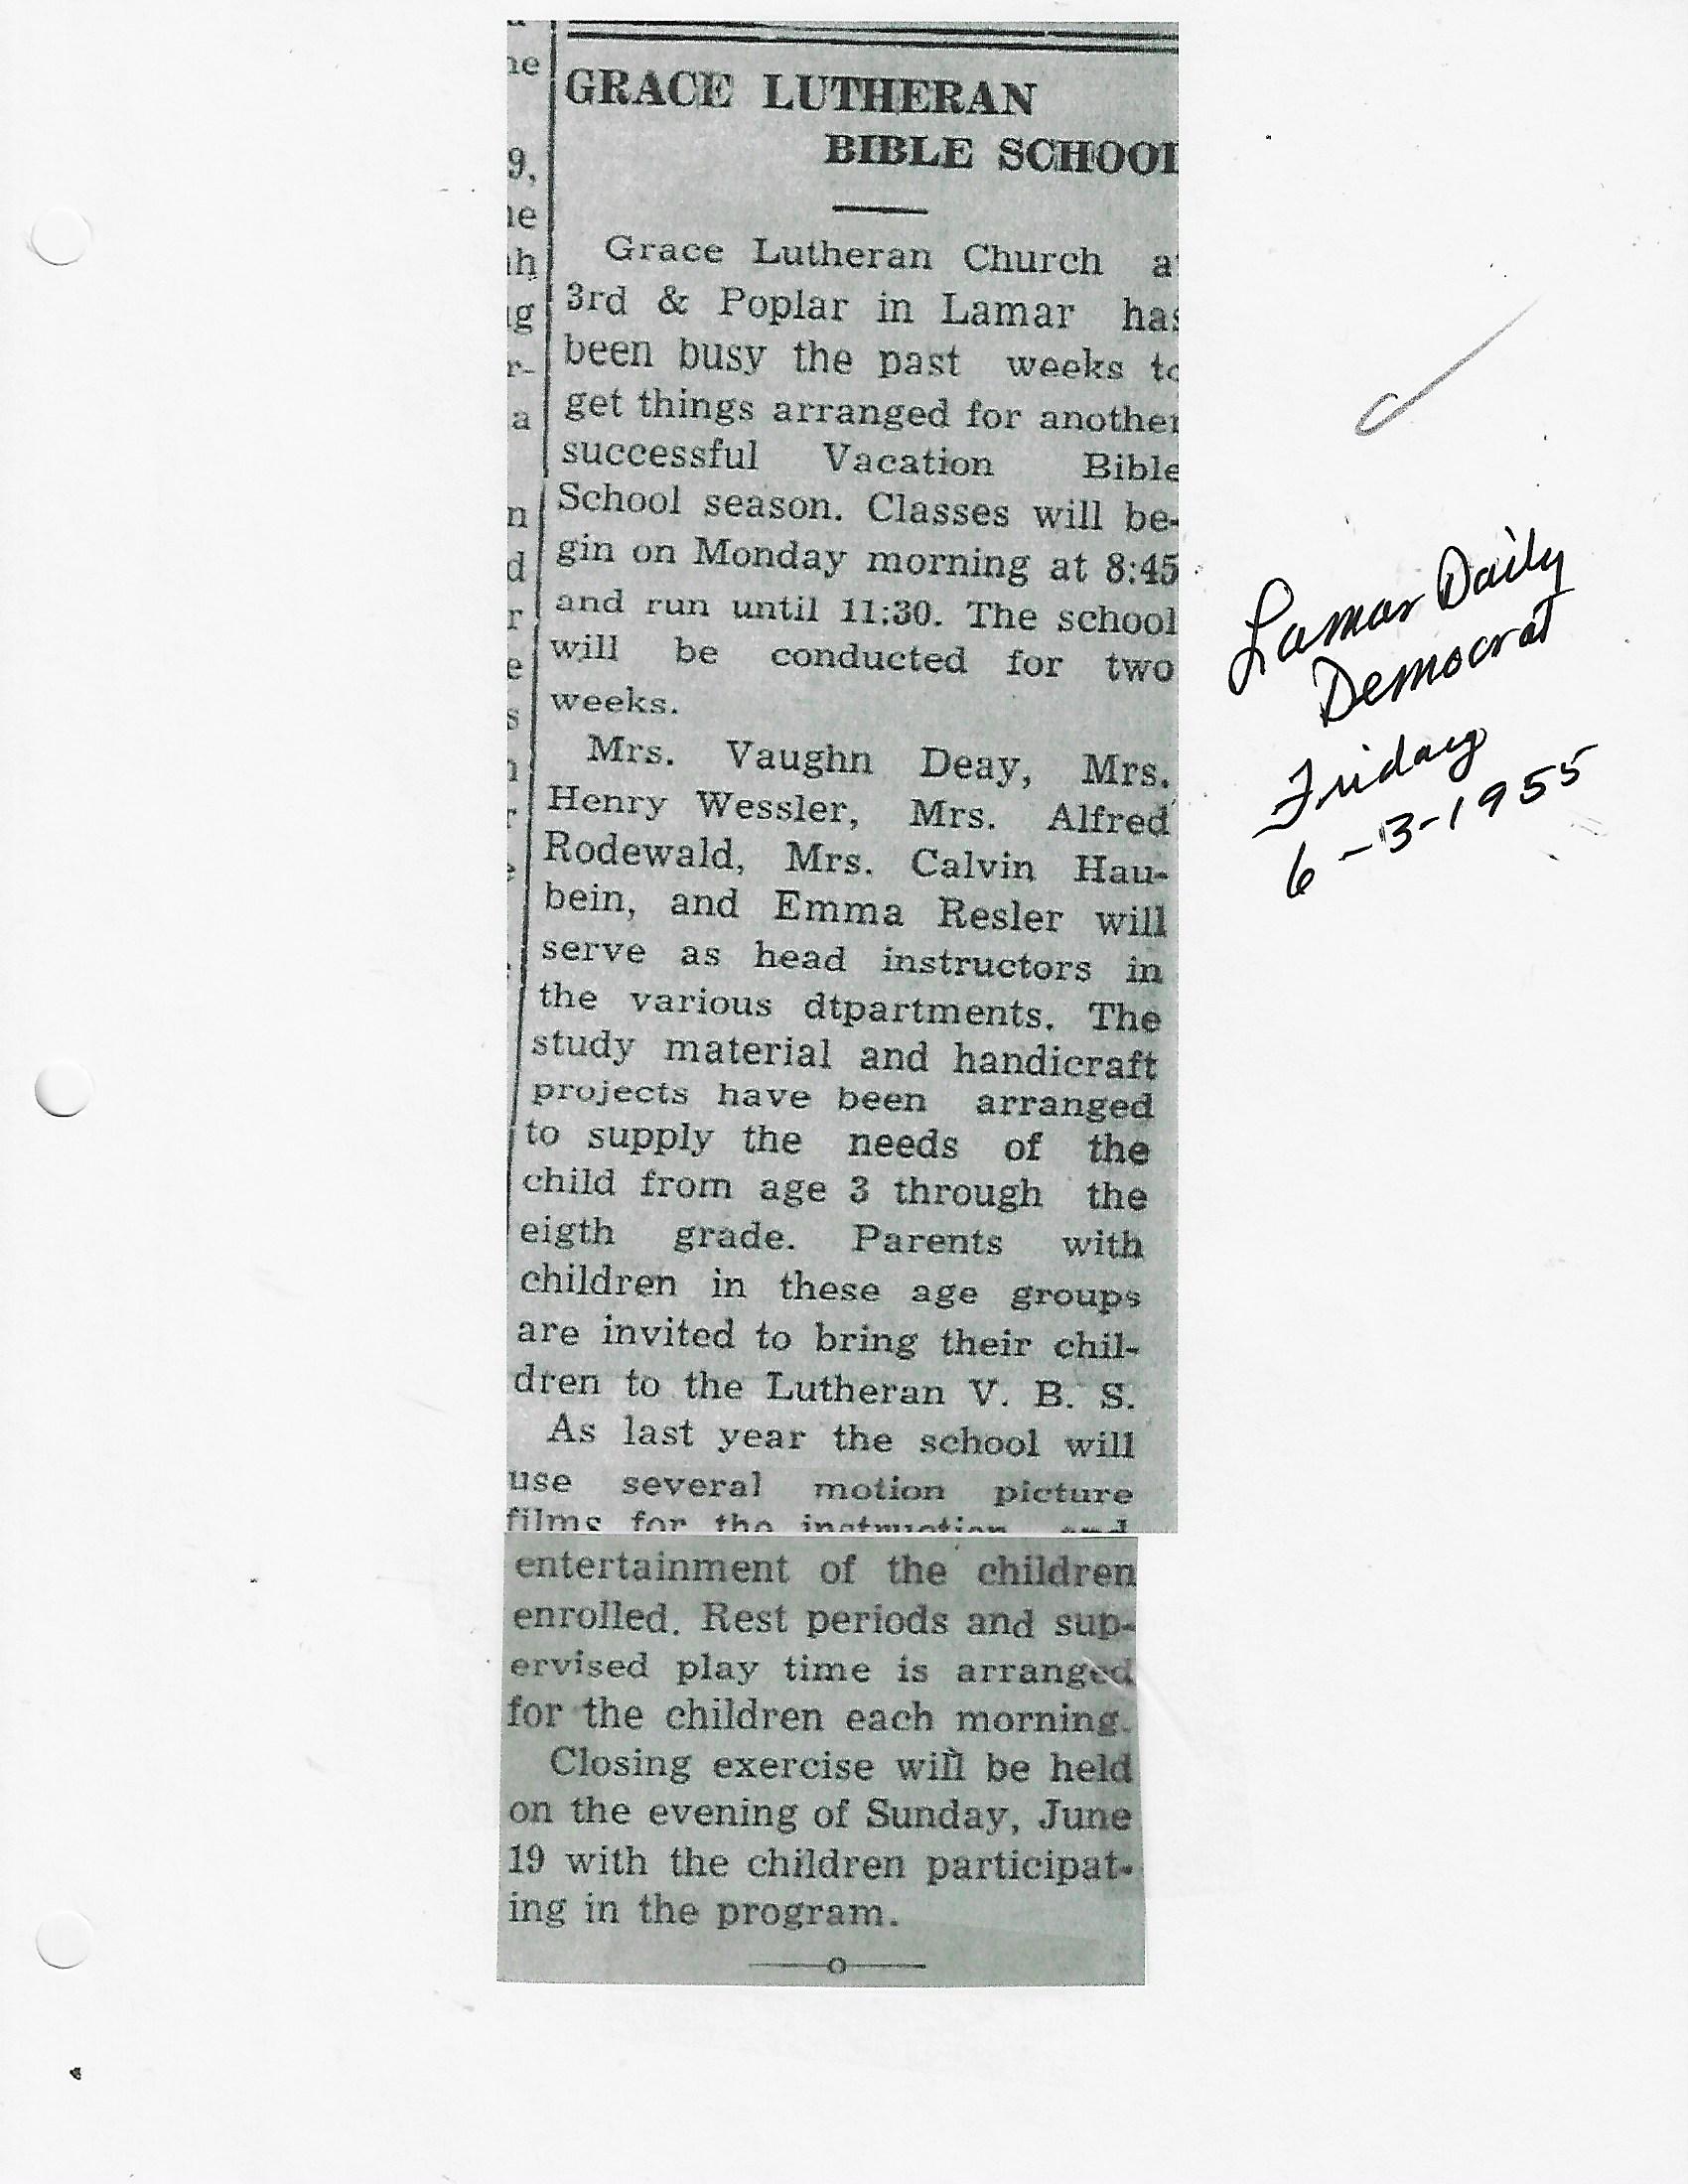 GRACE LUTHERAN
BIBLE SCHOOL
Grace Lutheran Church at
3rd & Poplar in Lamar has
been busy the past weeks to
get things arranged for another
successful Vacation Bible
School season. Classes will be-
gin on Monday morning at 8:45
and run until 11:30. The school
will be conducted for two
weeks.
Mrs. Vaughn Deay, Mrs.
Henry Wessler, Mrs. Alfred
Rodewald, Mrs. Calvin Hau-
bein, and Emma Resler will
serve as head instructors in
the various dtpartments. The
study material and handicraft
projects have been arranged
to supply the needs of the
child from age 3 through the
eigth grade. Parents with
children in these age groups
are invited to bring their chil-
dren to the Lutheran V. B. S.
As last year the school will
use several motion picture
films for the instruction and
entertainment of the children
enrolled. Rest periods and sup-
ervised play time is arranged
for the children each morning.
Closing exercise will be held
on the evening of Sunday, June
19 with the children participat-
ing in the program.
Lamar Daily
Democrat
Friday
6-3-1955